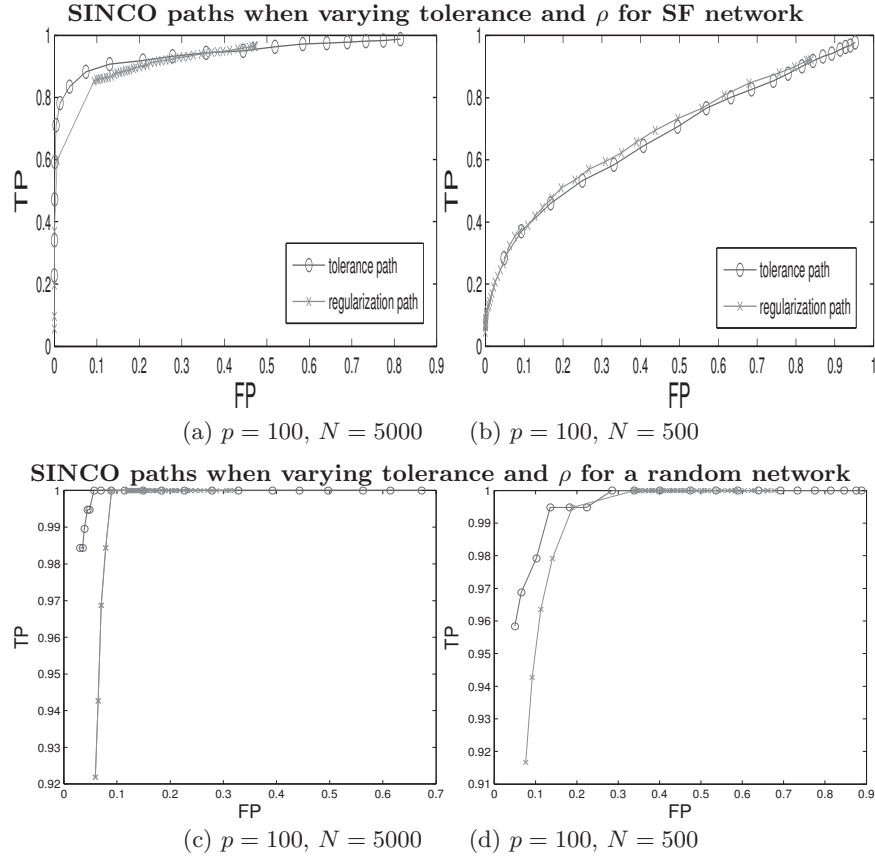 SINCO paths when varying tolerance and ρ for SF network
1
0.8
0.6
0.4
0.2
0
TP
0 0.1 0.2 0.3 0.4 0.5 0.6 0.7 0.8 0.9
FP
tolerance path
regularization path
(a) p = 100, N = 5000
1
0.8
0.6
0.4
0.2
0
TP
0 0.1 0.2 0.3 0.4 0.5 0.6 0.7 0.8 0.9 1
FP
tolerance path
regularization path
(b) p = 100, N = 500
SINCO paths when varying tolerance and ρ for a random network
1
0.99
0.98
0.97
0.96
0.95
0.94
0.93
0.92
TP
0 0.1 0.2 0.3 0.4 0.5 0.6 0.7
FP
(c) p = 100, N = 5000
1
0.99
0.98
0.97
0.96
0.95
0.94
0.93
0.92
0.91
TP
0 0.1 0.2 0.3 0.4 0.5 0.6 0.7 0.8 0.9
FP
(d) p = 100, N = 500